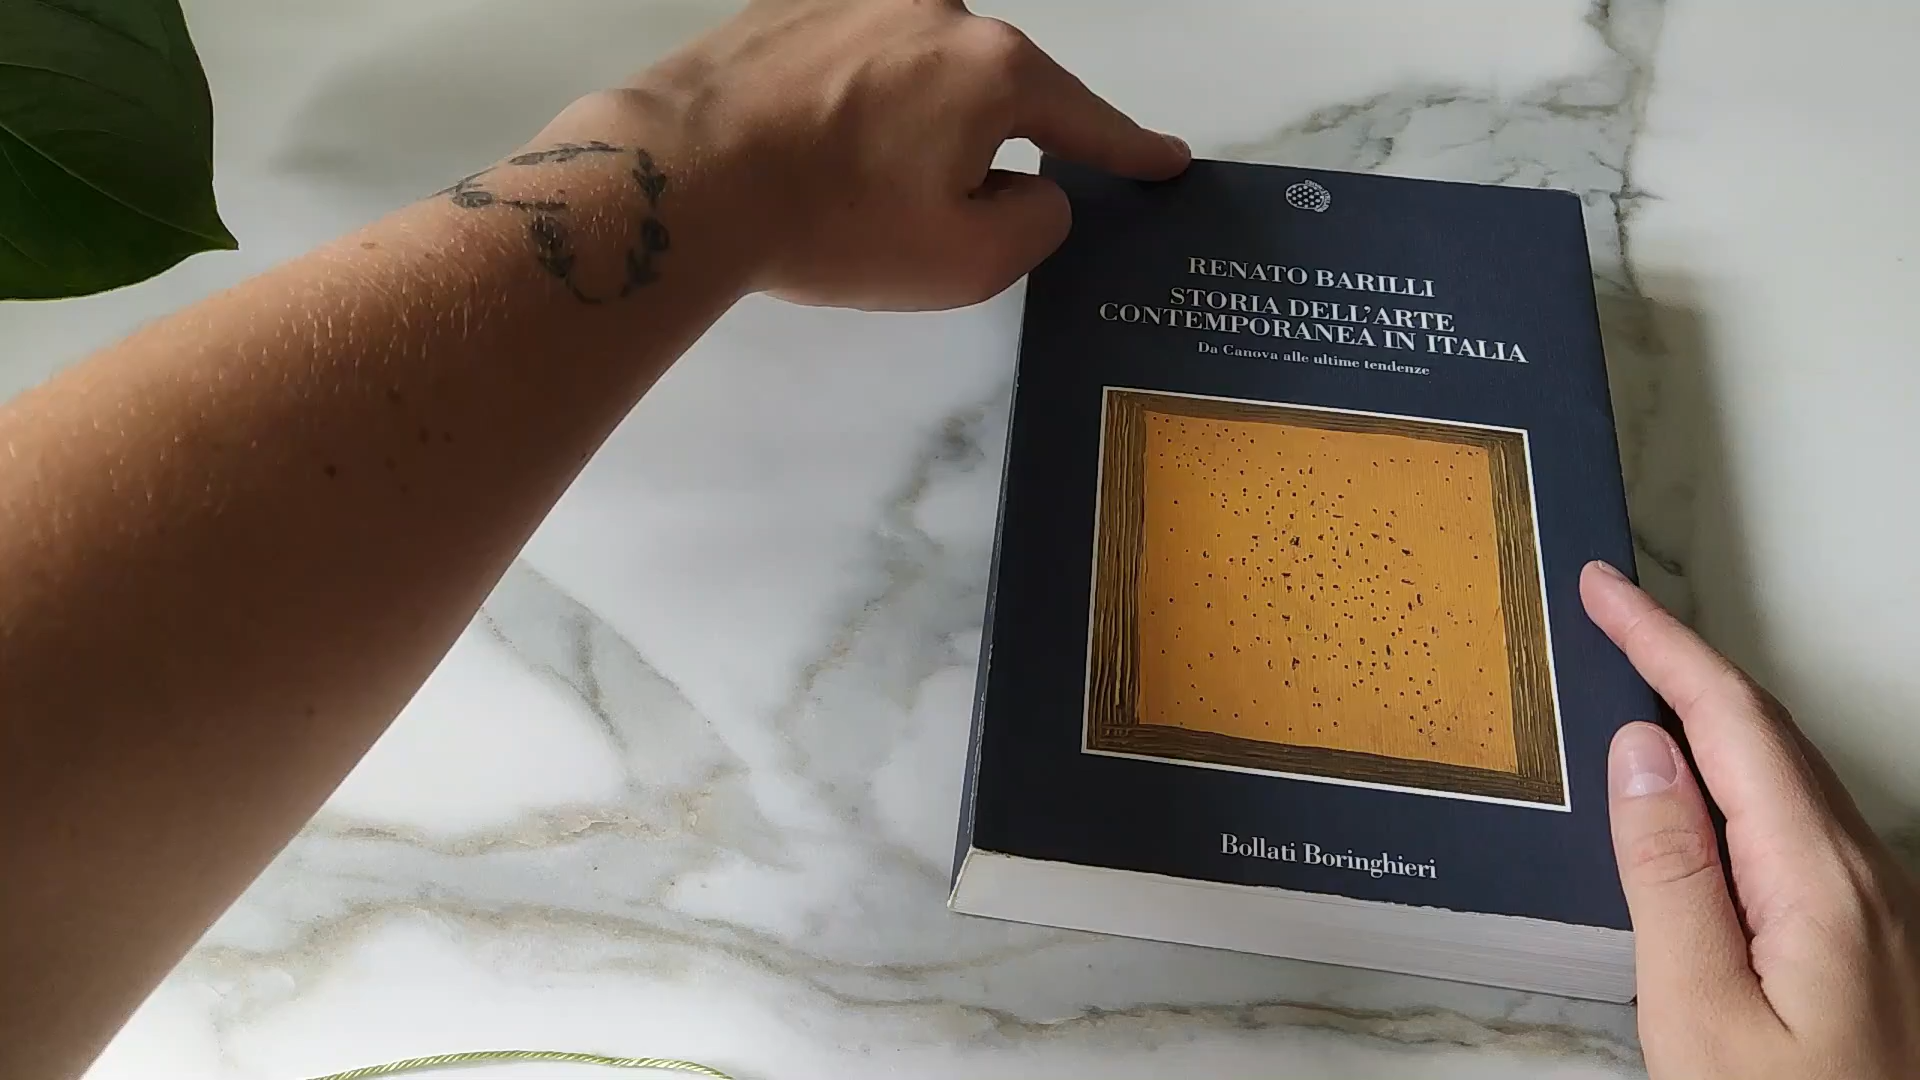 RENATO BARILLI
STORIA DELL'ARTE
CONTEMPORANEA IN ITALIA
Da Canova alle ultime tendenze
Bollati Boringhieri